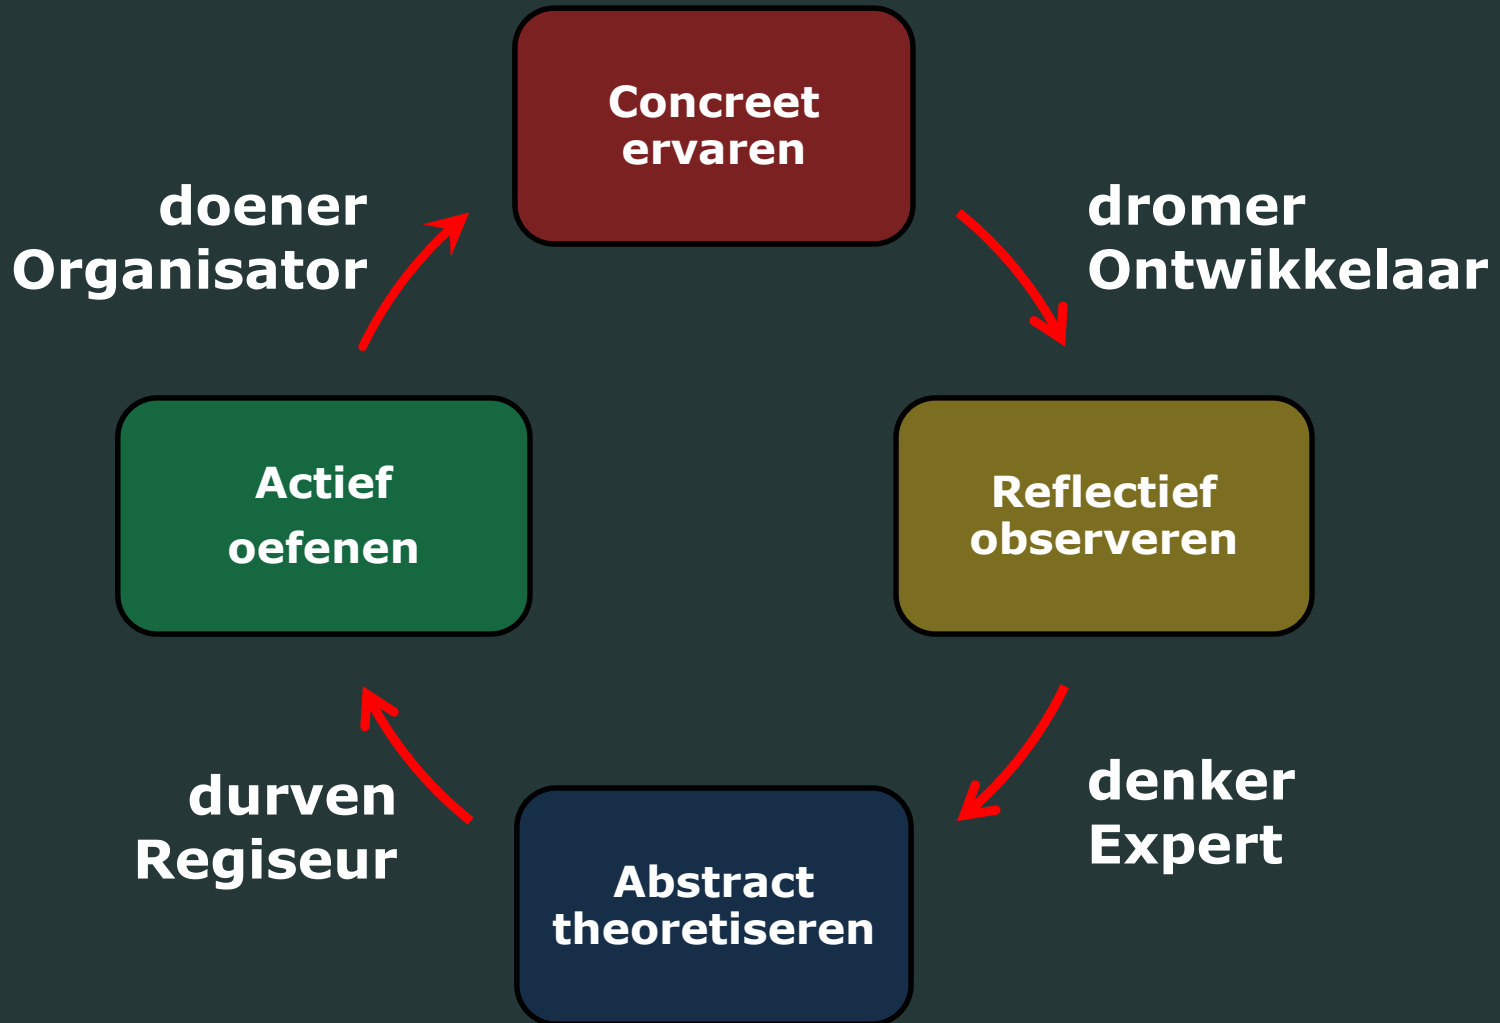 Concreet
ervaren
doener
Organisator
dromer
Ontwikkelaar
Actief
oefenen
Reflectief
observeren
durven
Regiseur
denker
Expert
Abstract
theoretiseren